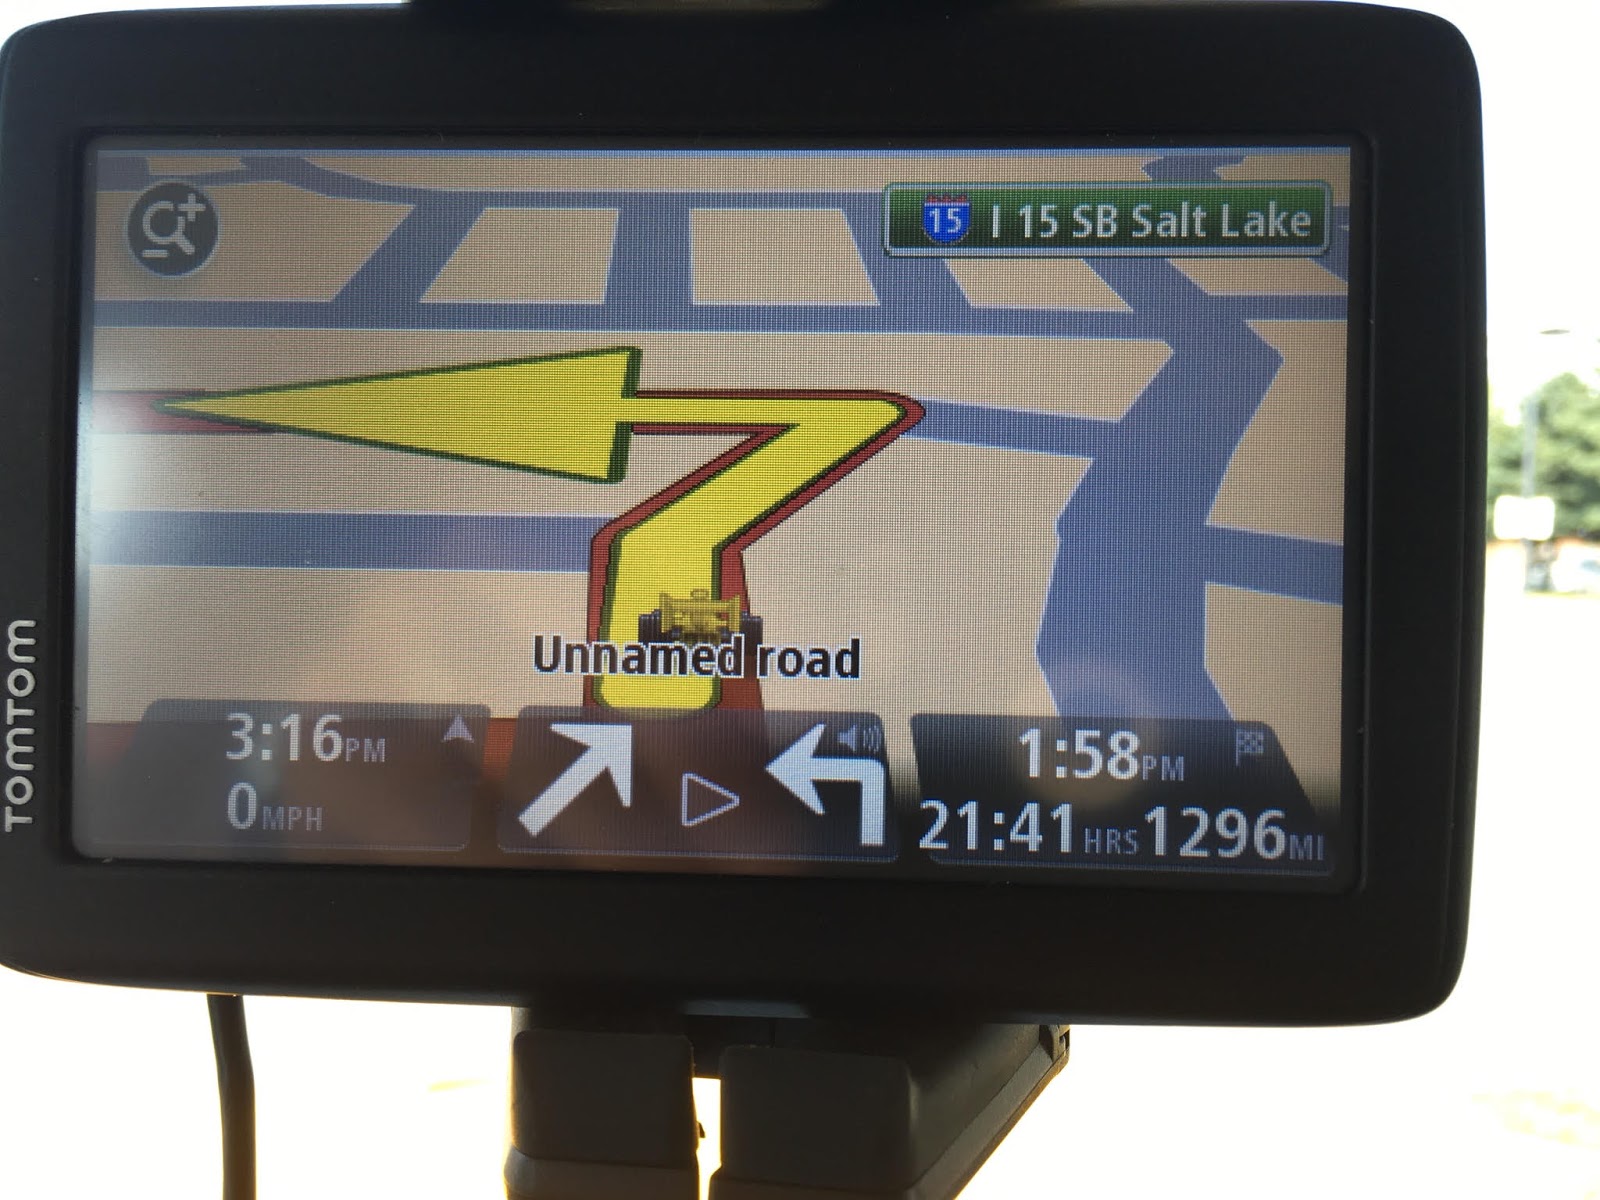 15 I 15 SB Salt Lake
Unnamed road
3:16PM
0MPH
1:58PM
21:41HRS 1296MI
TOMTOM